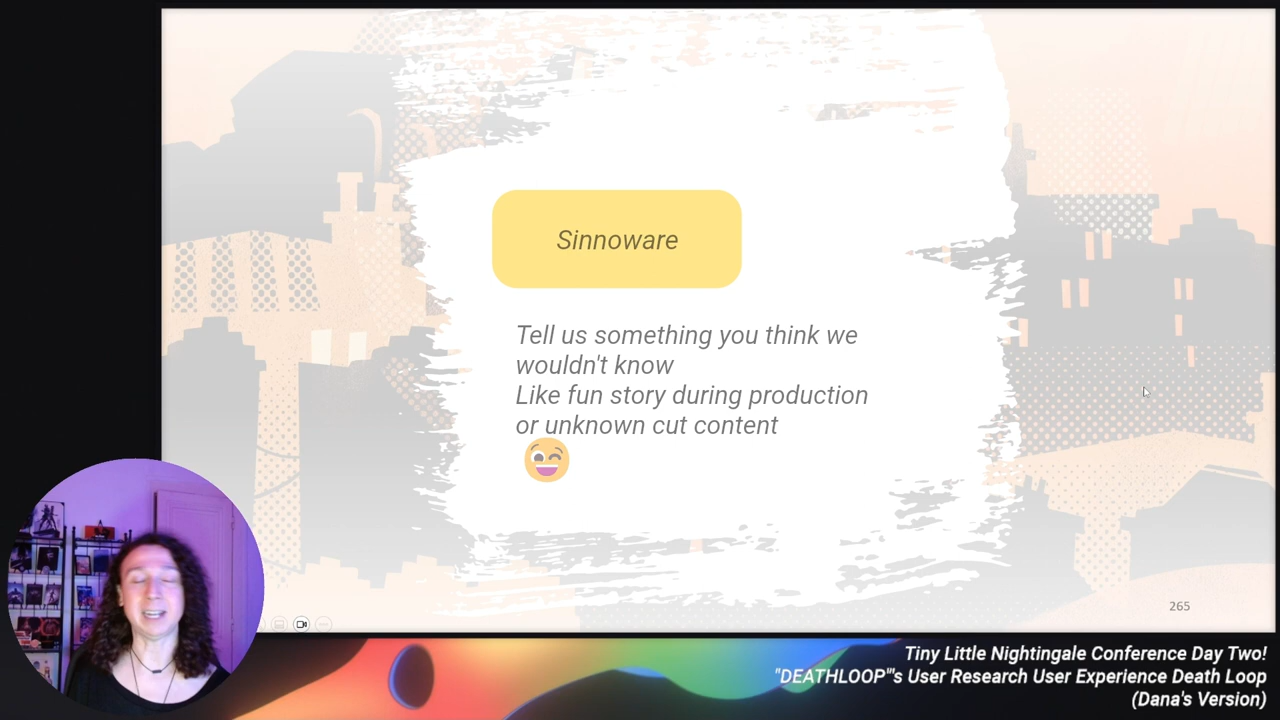 Sinnoware
Tell us something you think we
wouldn't know
Like fun story during production
or unknown cut content
265
Tiny Little Nightingale Conference Day Two!
"DEATHLOOP"'s User Research User Experience Death Loop
(Dana's Version)